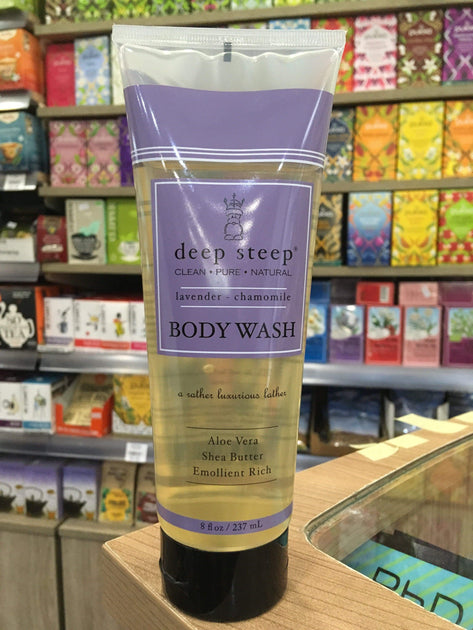 deep steep®
CLEAN • PURE • NATURAL
lavender - chamomile
BODY WASH
a rather luxurious lather
Aloe Vera
Shea Butter
Emollient Rich
8 fl oz / 237 mL
PhD